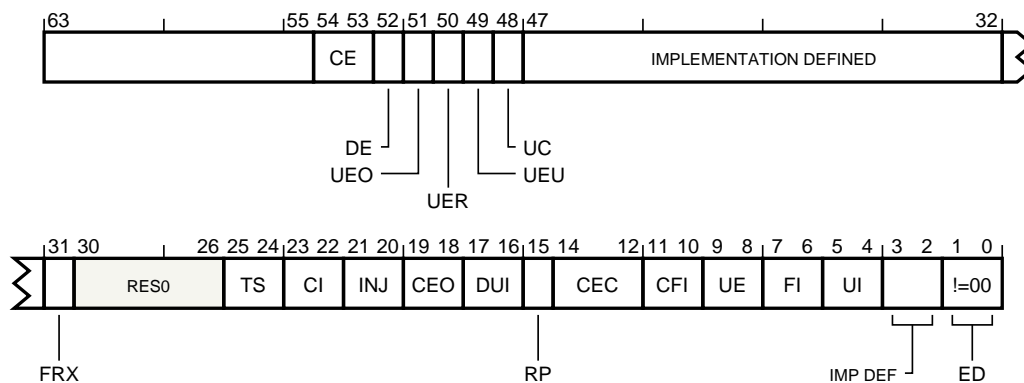 63 55 54 53 52 51 50 49 48 47 32
CE IMPLEMENTATION DEFINED
DE UC
UEO UEU
UER
31 30 26 25 24 23 22 21 20 19 18 17 16 15 14 12 11 10 9 8 7 6 5 4 3 2 1 0
RES0 TS CI INJ CEO DUI CEC CFI UE FI UI !=00
FRX RP IMP DEF ED